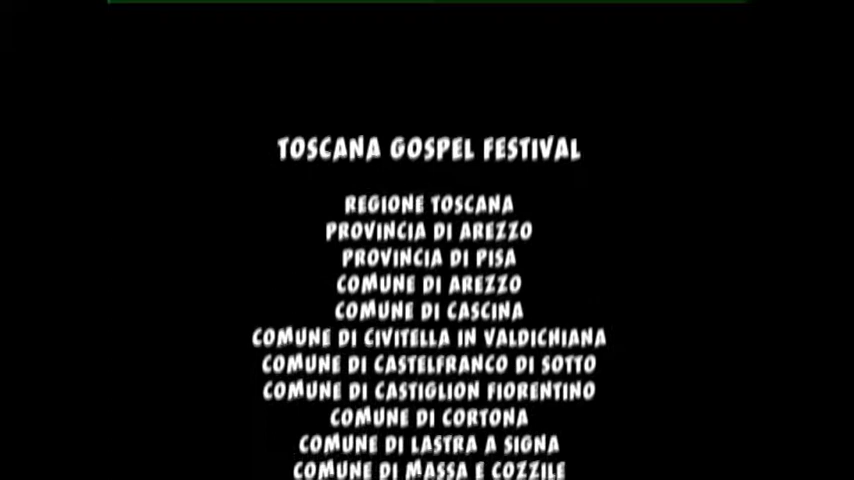 TOSCANA GOSPEL FESTIVAL
REGIONE TOSCANA
PROVINCIA DI AREZZO
PROVINCIA DI PISA
COMUNE DI AREZZO
COMUNE DI CASCINA
COMUNE DI CIVITELLA IN VALDICHIANA
COMUNE DI CASTELFRANCO DI SOTTO
COMUNE DI CASTIGLION FIORENTINO
COMUNE DI CORTONA
COMUNE DI LASTRA A SIGNA
COMUNE DI MASSA E COZZILE